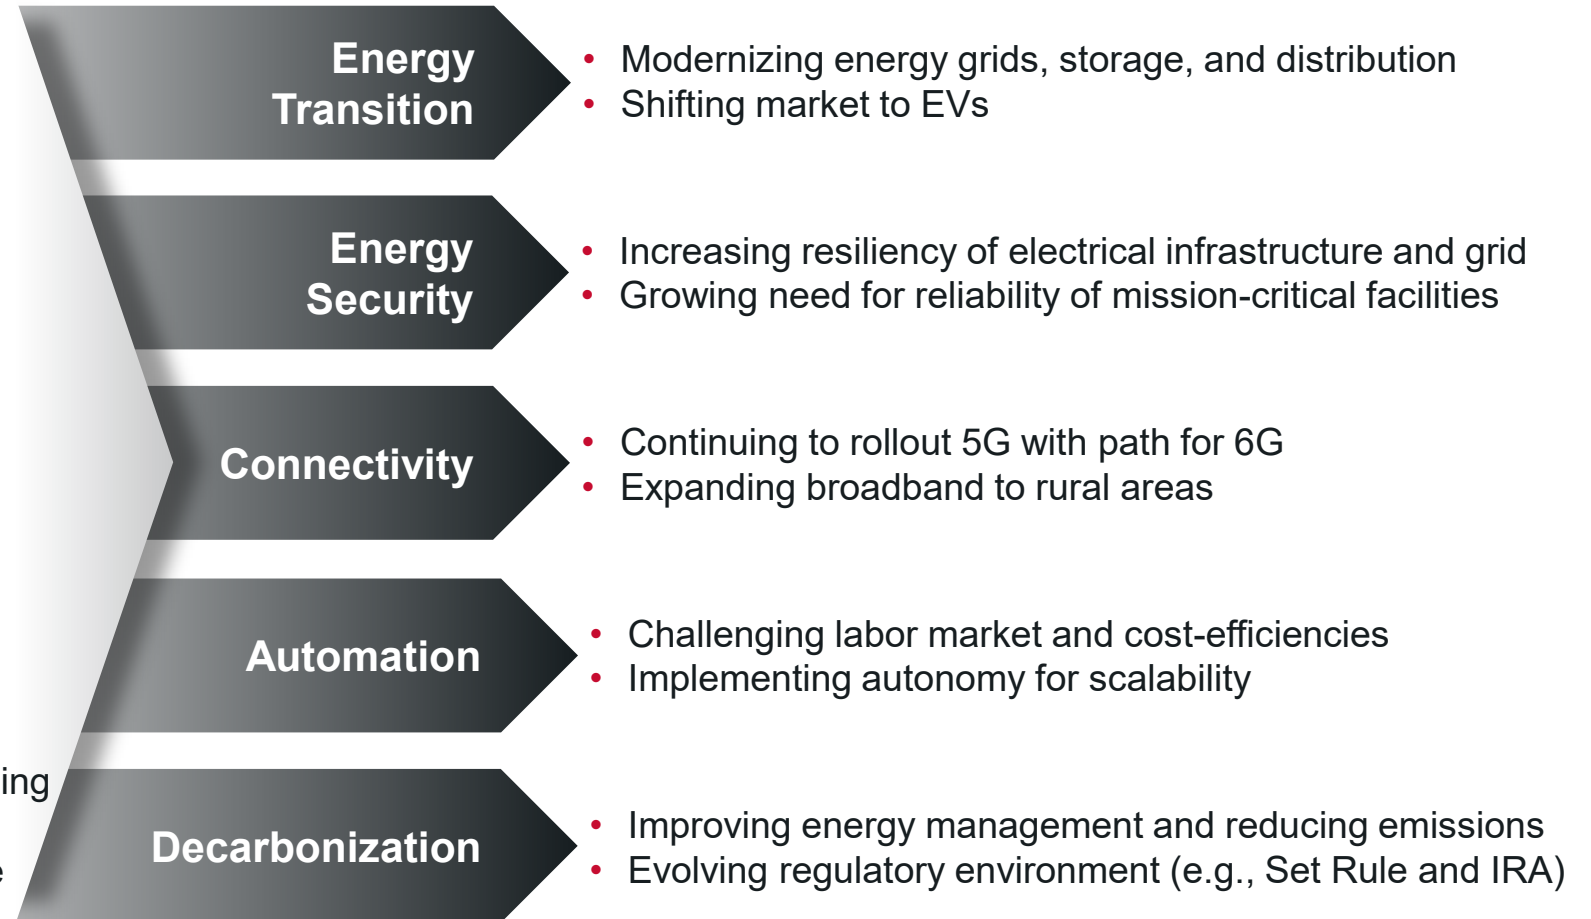 Energy
Transition
• Modernizing energy grids, storage, and distribution
• Shifting market to EVs
Energy
Security
• Increasing resiliency of electrical infrastructure and grid
• Growing need for reliability of mission-critical facilities
Connectivity
• Continuing to rollout 5G with path for 6G
• Expanding broadband to rural areas
Automation
• Challenging labor market and cost-efficiencies
• Implementing autonomy for scalability
ing
Decarbonization
• Improving energy management and reducing emissions
• Evolving regulatory environment (e.g., Set Rule and IRA)